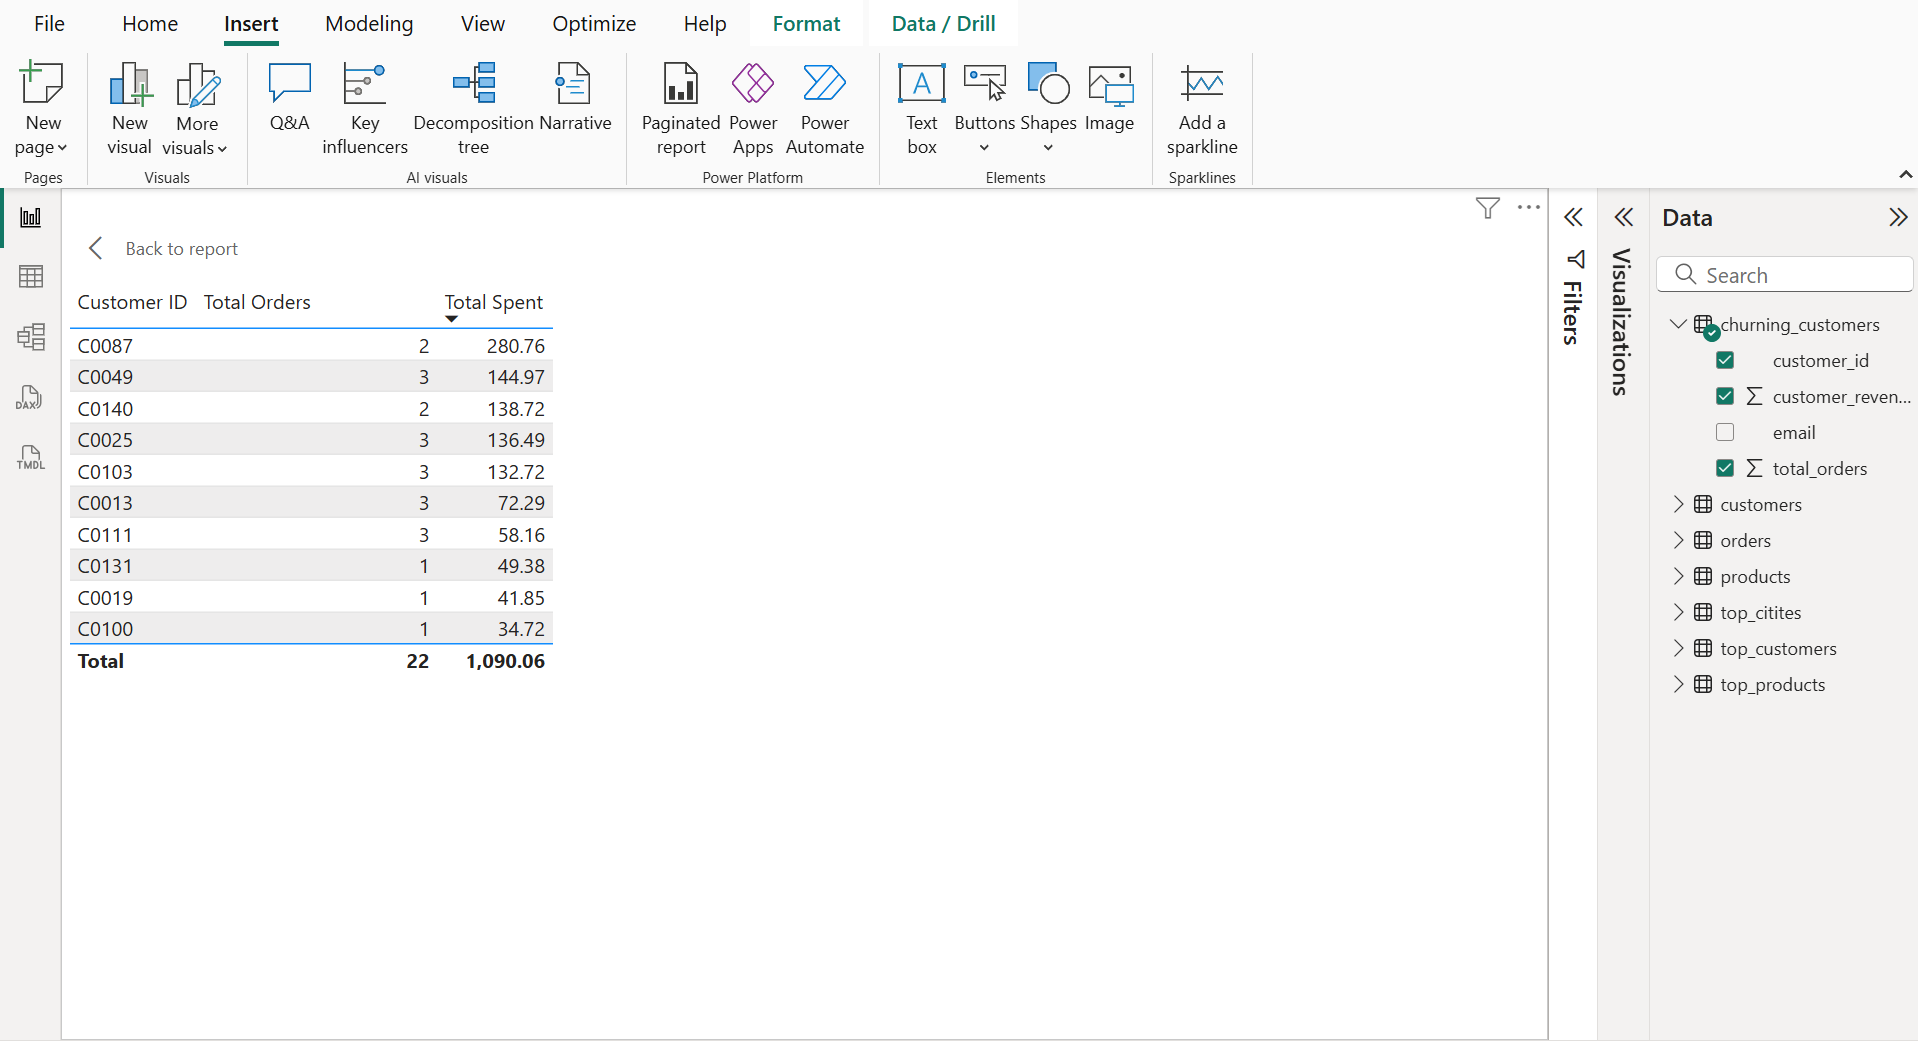 File Home Insert Modeling View Optimize Help Format Data / Drill
New page
New visual
More visuals
Q&A
Key influencers
Decomposition tree
Narrative
Paginated report
Power Apps
Power Automate
Text box
Buttons
Shapes
Image
Add a sparkline
Pages Visuals AI visuals Power Platform Elements Sparklines
DAX
TMDL
Back to report
Customer ID Total Orders Total Spent
C0087 2 280.76
C0049 3 144.97
C0140 2 138.72
C0025 3 136.49
C0103 3 132.72
C0013 3 72.29
C0111 3 58.16
C0131 1 49.38
C0019 1 41.85
C0100 1 34.72
Total 22 1,090.06
Filters
Visualizations
Data
Search
churning_customers
customer_id
customer_reven...
email
total_orders
customers
orders
products
top_citites
top_customers
top_products